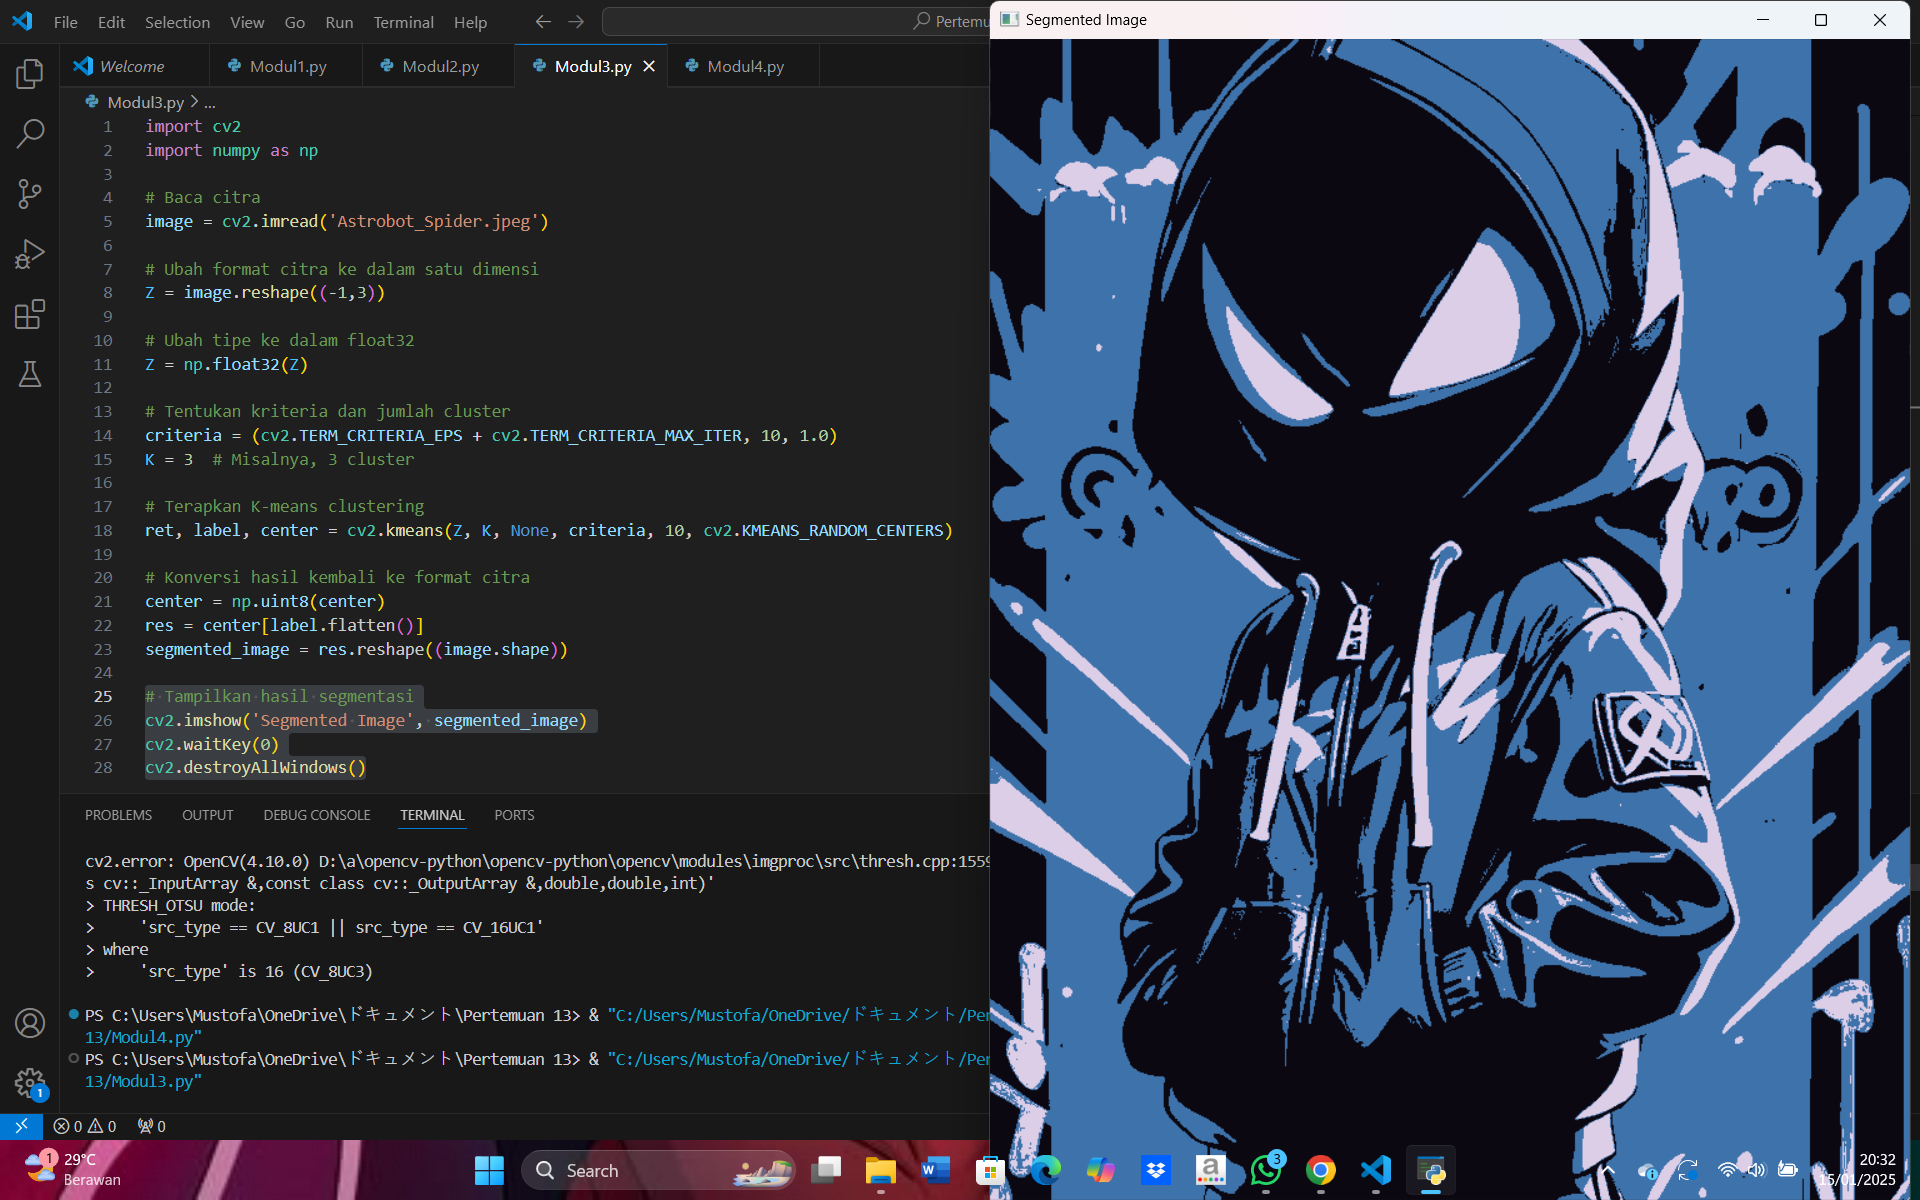 File Edit Selection View Go Run Terminal Help
Welcome
Modul1.py
Modul2.py
Modul3.py
Modul4.py
Modul3.py > ...
1 import cv2
2 import numpy as np
3
4 # Baca citra
5 image = cv2.imread('Astrobot_Spider.jpeg')
6
7 # Ubah format citra ke dalam satu dimensi
8 Z = image.reshape((-1,3))
9
10 # Ubah tipe ke dalam float32
11 Z = np.float32(Z)
12
13 # Tentukan kriteria dan jumlah cluster
14 criteria = (cv2.TERM_CRITERIA_EPS + cv2.TERM_CRITERIA_MAX_ITER, 10, 1.0)
15 K = 3  # Misalnya, 3 cluster
16
17 # Terapkan K-means clustering
18 ret, label, center = cv2.kmeans(Z, K, None, criteria, 10, cv2.KMEANS_RANDOM_CENTERS)
19
20 # Konversi hasil kembali ke format citra
21 center = np.uint8(center)
22 res = center[label.flatten()]
23 segmented_image = res.reshape((image.shape))
24
25 # Tampilkan hasil segmentasi
26 cv2.imshow('Segmented Image', segmented_image)
27 cv2.waitKey(0)
28 cv2.destroyAllWindows()
PROBLEMS OUTPUT DEBUG CONSOLE TERMINAL PORTS
cv2.error: OpenCV(4.10.0) D:\a\opencv-python\opencv-python\opencv\modules\imgproc\src\thresh.cpp:1559
s cv::_InputArray &,const class cv::_OutputArray &,double,double,int)'
> THRESH_OTSU mode:
>     'src_type == CV_8UC1 || src_type == CV_16UC1'
> where
>     'src_type' is 16 (CV_8UC3)
PS C:\Users\Mustofa\OneDrive\ドキュメント\Pertemuan 13> & "C:/Users/Mustofa/OneDrive/ドキュメント/Per
13/Modul4.py"
PS C:\Users\Mustofa\OneDrive\ドキュメント\Pertemuan 13> & "C:/Users/Mustofa/OneDrive/ドキュメント/Per
13/Modul3.py"
0 0 0
Segmented Image
1
1
29°C
Berawan
Search
3
20:32
15/01/2025